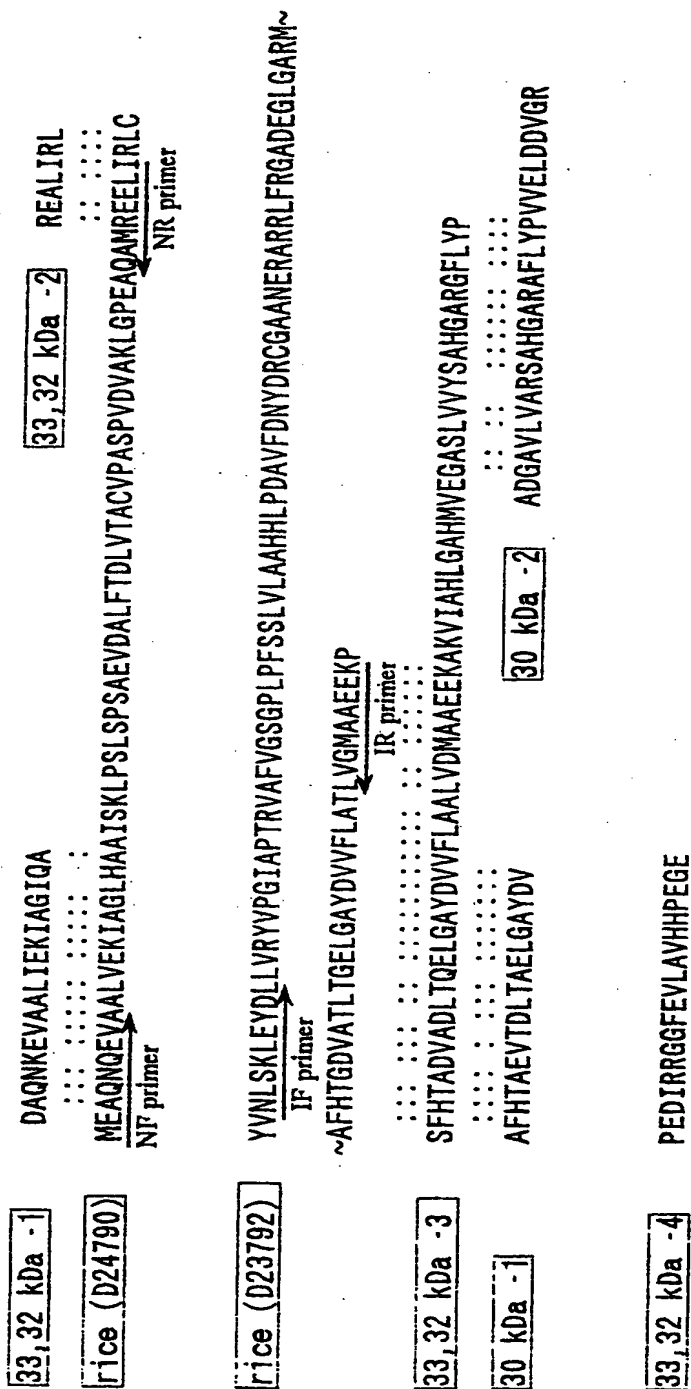 33,32 kDa -1 DAQNKEVAALIEKIAGIQA 33,32 kDa -2 REALIRL
::: ::: ::::: ::::: : :: ::::
rice (D24790) MEAQNQEVAALVEKIAGLHAAISKLPSLSPSAEVDALFTDLVTACVPASPVDVAKLGPEAQAMREELIRLC
NF primer NR primer
rice (D23792) YVNLSKLEYDLLVRYVPGIAPTRVAFVGSGPLPFSSLVLAAHHLPDAVFDNYDRCGAANERARRLFRGADEGLGARM~
IF primer
~AFHTGDVATLTGELGAYDVVFLATLVGMAAEEKP
IR primer
33,32 kDa -3 SFHTADVADLTQELGAYDVVFLAALVDMAAEEKAKVIAHLGAHMVEGASLVVYSAHGARGFLYP
30 kDa -1 AFHTAEVTDLTAELGAYDV 30 kDa -2 ADGAVLVARSAHGARAFLYPVVELDDVGR
33,32 kDa -4 PEDIRRGGFEVLAVHHPEGE